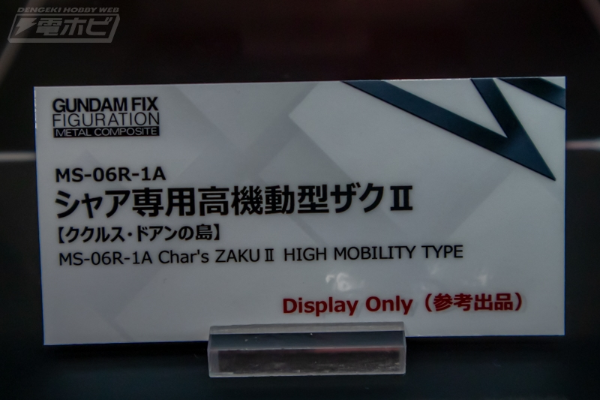 DENGEKI HOBBY WEB
電ホビ
GUNDAM FIX
FIGURATION
METAL COMPOSITE
MS-06R-1A
シャア専用高機動型ザクⅡ
【ククルス・ドアンの島】
MS-06R-1A Char's ZAKUⅡ HIGH MOBILITY TYPE
Display Only（参考出品）